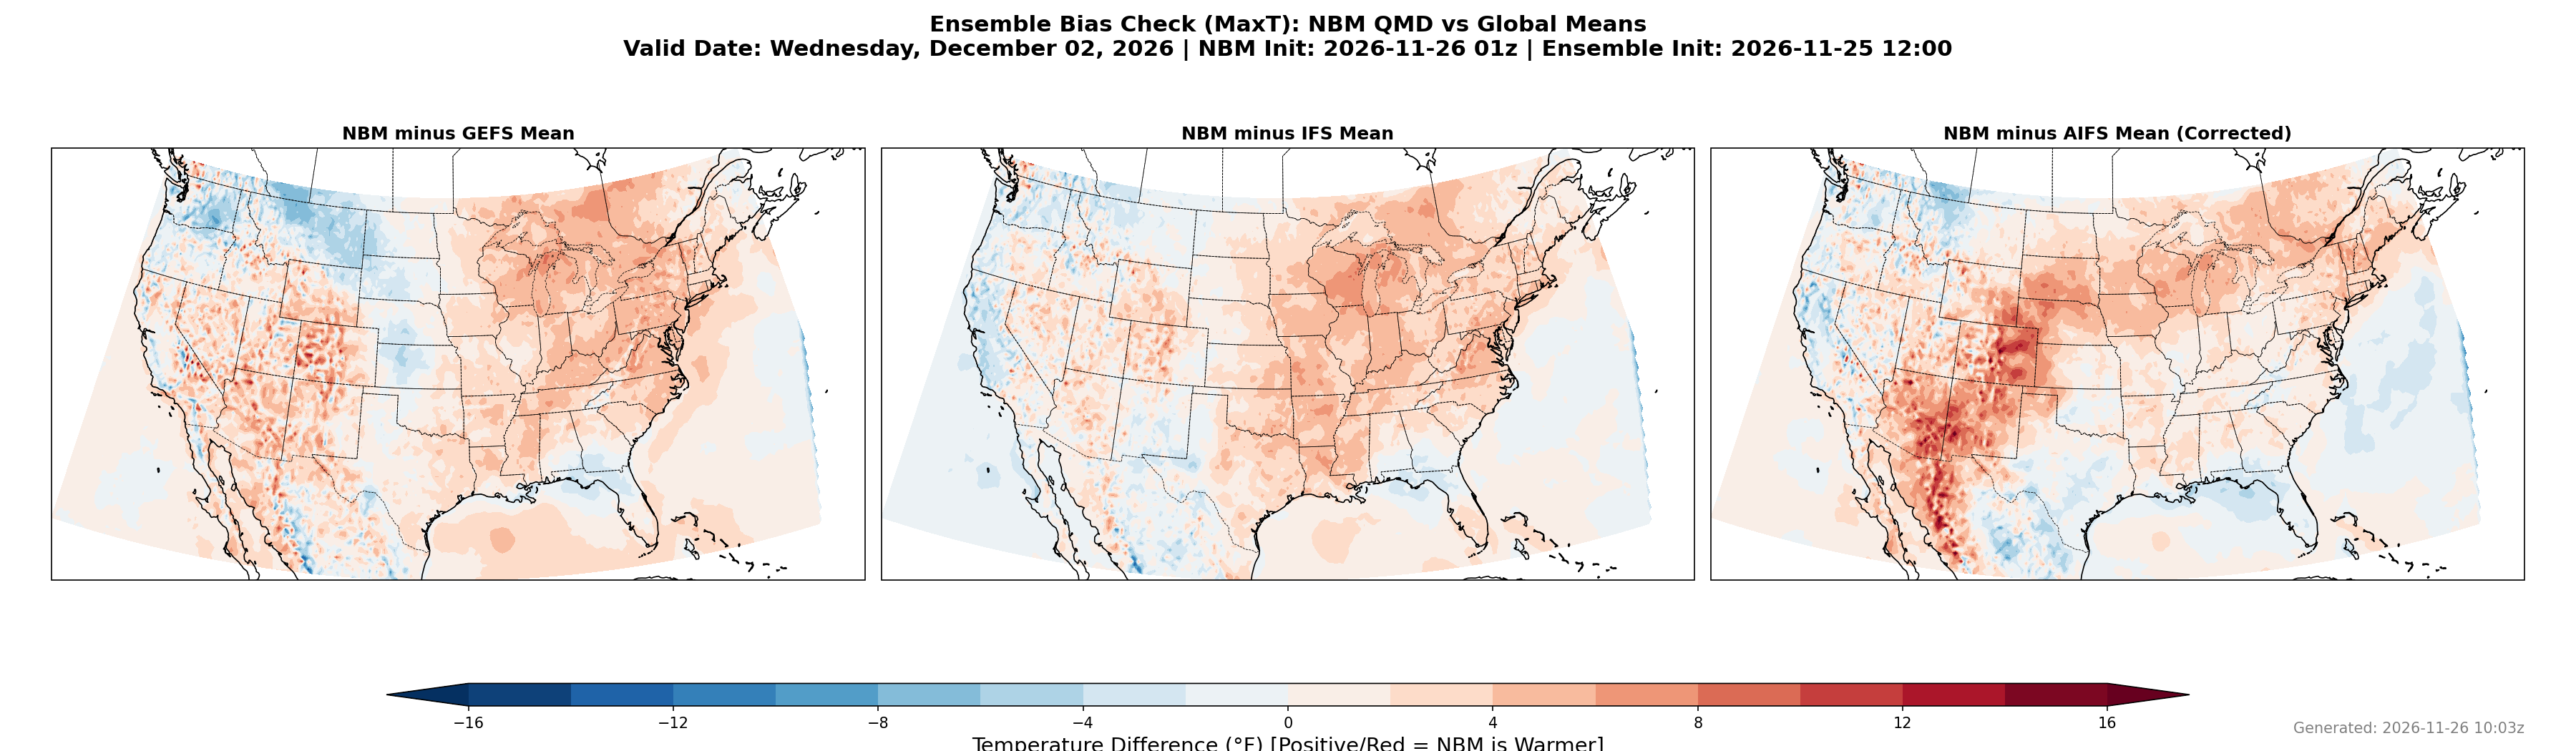 Ensemble Bias Check (MaxT): NBM QMD vs Global Means
Valid Date: Wednesday, December 02, 2026 | NBM Init: 2026-11-26 01z | Ensemble Init: 2026-11-25 12:00
NBM minus GEFS Mean
NBM minus IFS Mean
NBM minus AIFS Mean (Corrected)
−16 −12 −8 −4 0 4 8 12 16
Temperature Difference (°F) [Positive/Red = NBM is Warmer]
Generated: 2026-11-26 10:03z